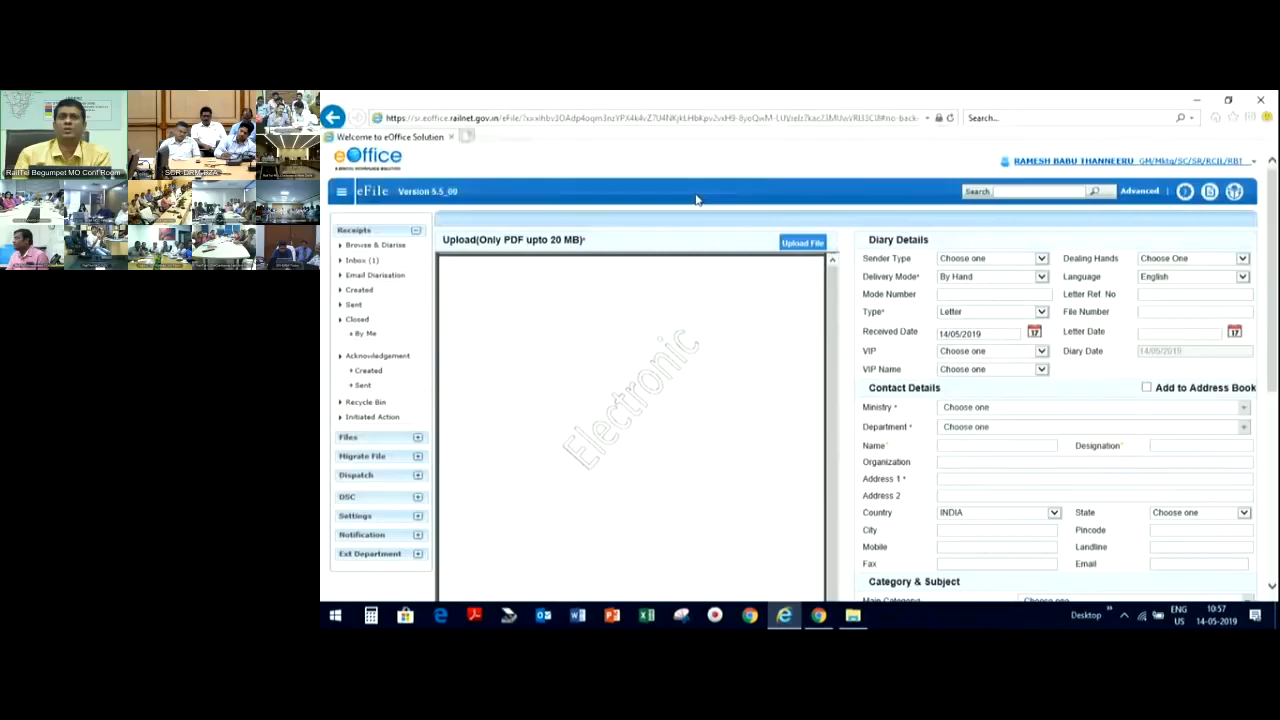 RailTel Begumpet MO Conf Room
SCR-DRM-BZA
https://sr.eoffice.railnet.gov.in/eFile/
Search...
Welcome to eOffice Solution
eOffice
RAMESH BABU THANNEERU GM/Mktg/SC/SR/RCIL/RB1
eFile Version 5.5_00
Search
Advanced
Receipts
Browse & Diarise
Inbox (1)
Email Diarisation
Created
Sent
Closed
By Me
Acknowledgement
Created
Sent
Recycle Bin
Initiated Action
Files
Migrate File
Dispatch
DSC
Settings
Notification
Ext Department
Upload(Only PDF upto 20 MB)*
Upload File
Electronic
Diary Details
Sender Type Choose one Dealing Hands Choose One
Delivery Mode* By Hand Language English
Mode Number Letter Ref. No
Type* Letter File Number
Received Date 14/05/2019 17 Letter Date 17
VIP Choose one Diary Date 14/05/2019
VIP Name Choose one
Contact Details Add to Address Book
Ministry * Choose one
Department * Choose one
Name* Designation*
Organization
Address 1 *
Address 2
Country INDIA State Choose one
City Pincode
Mobile Landline
Fax Email
Category & Subject
Main Category* Choose one
Desktop
ENG
US
10:57
14-05-2019